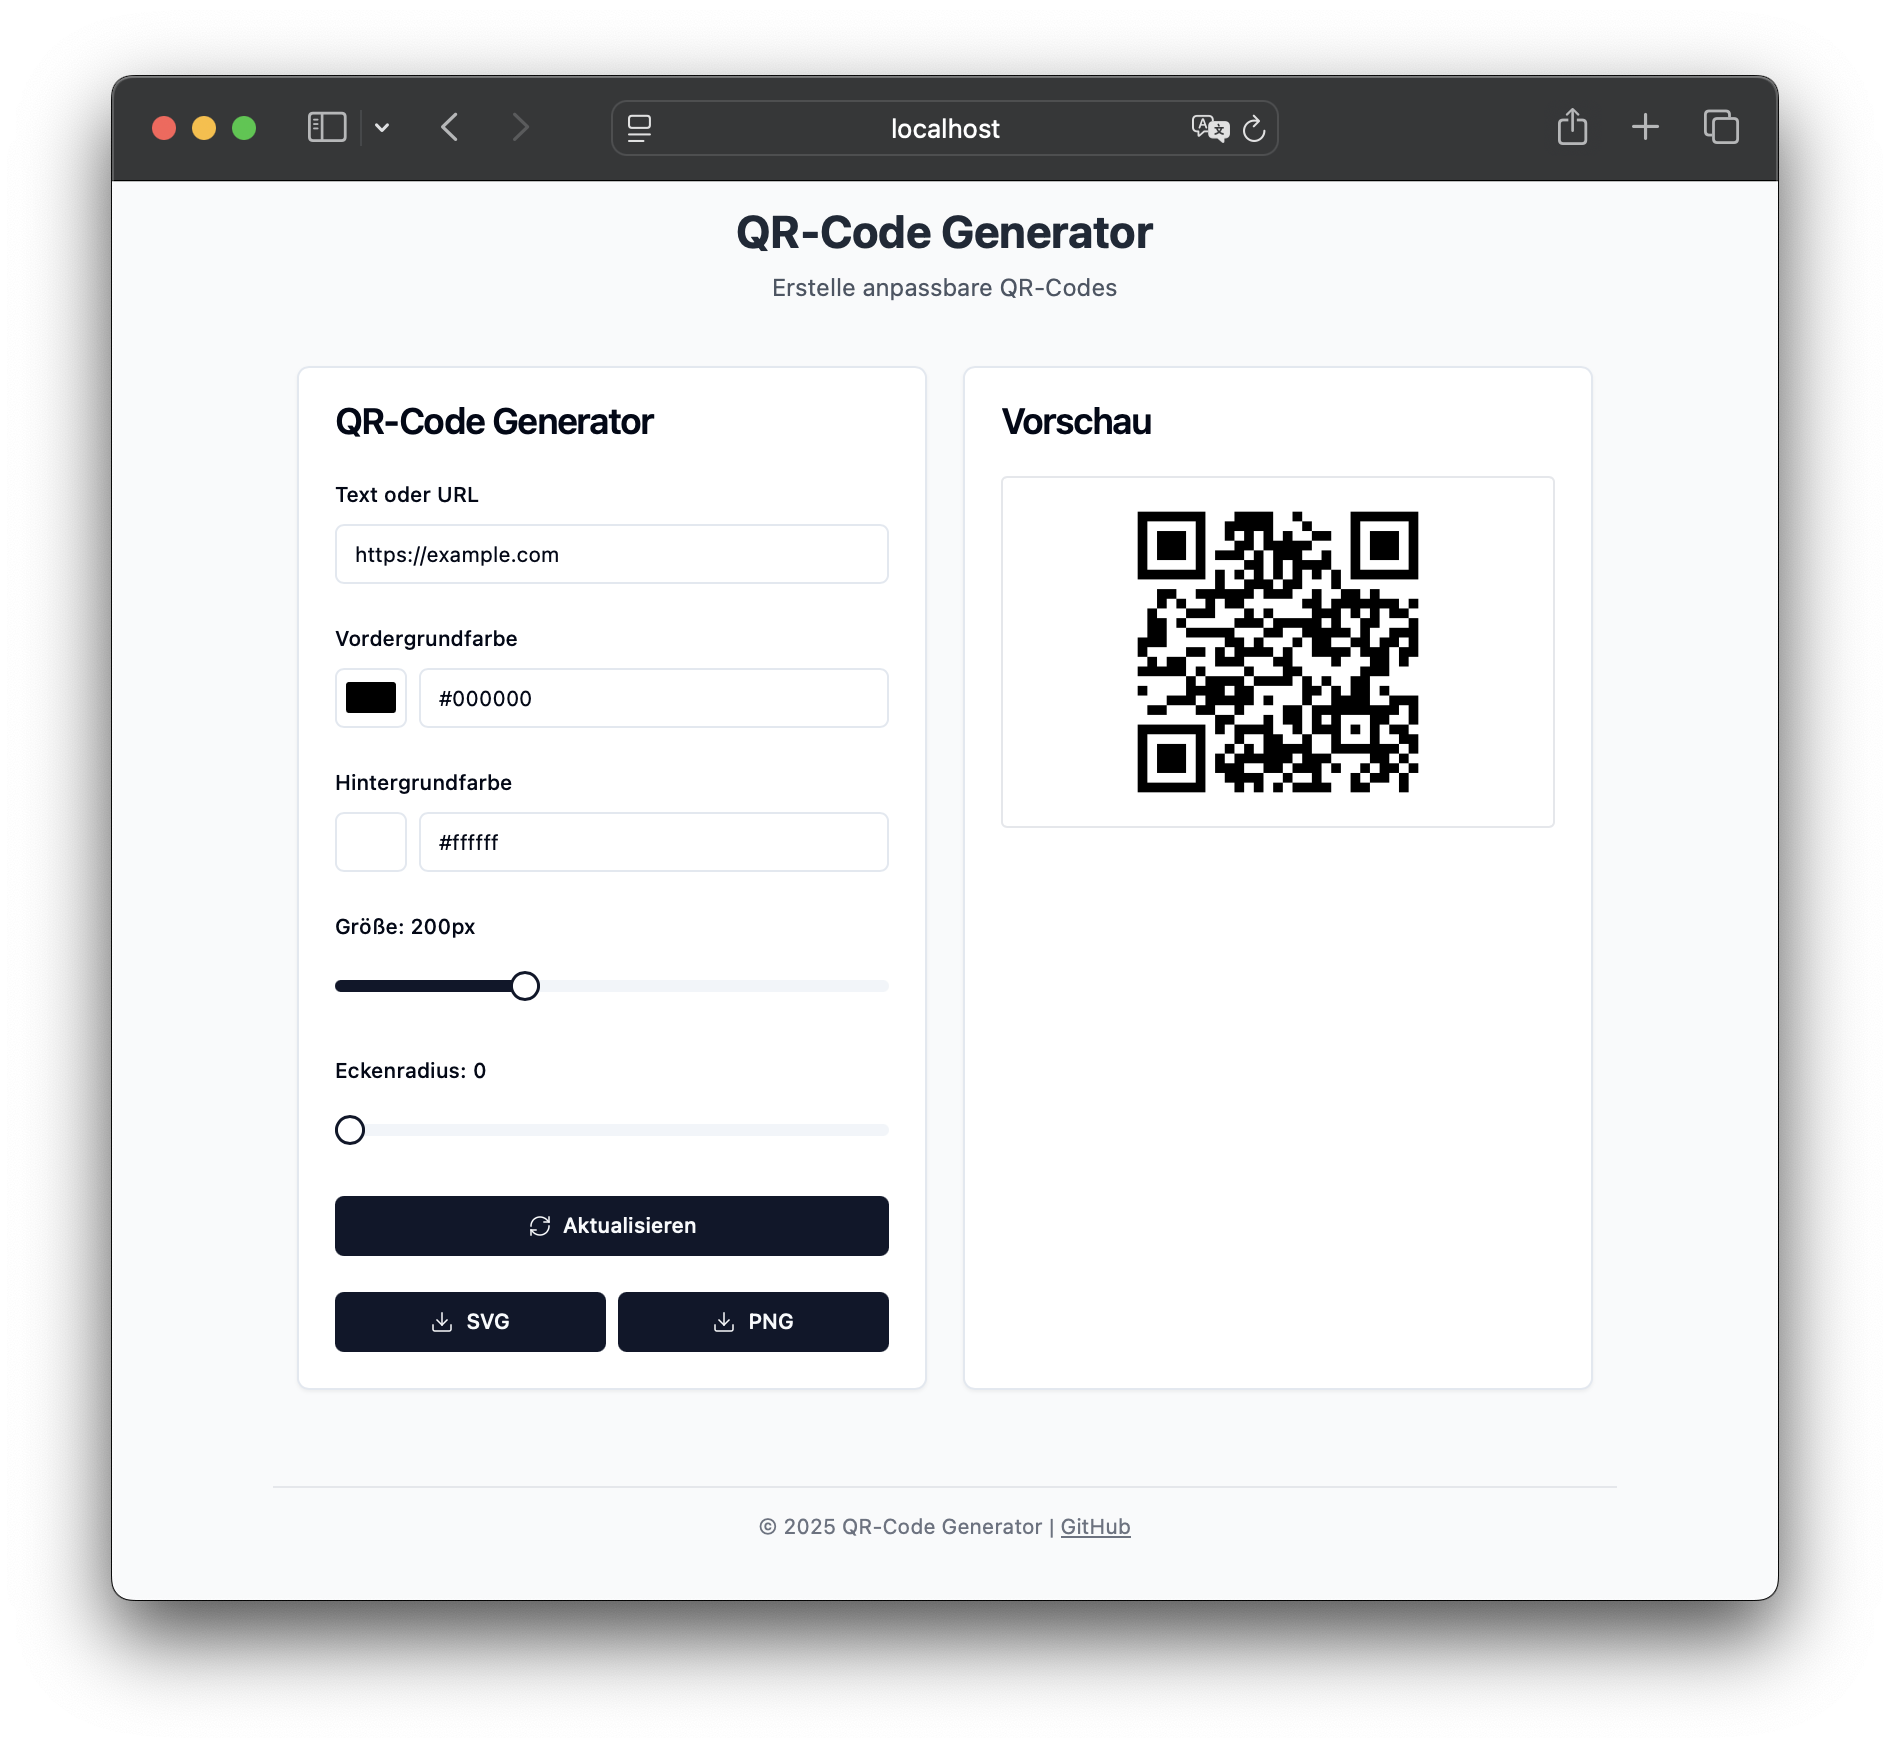 localhost
QR-Code Generator
Erstelle anpassbare QR-Codes
QR-Code Generator
Text oder URL
https://example.com
Vordergrundfarbe
#000000
Hintergrundfarbe
#ffffff
Größe: 200px
Eckenradius: 0
Aktualisieren
SVG
PNG
Vorschau
© 2025 QR-Code Generator | GitHub